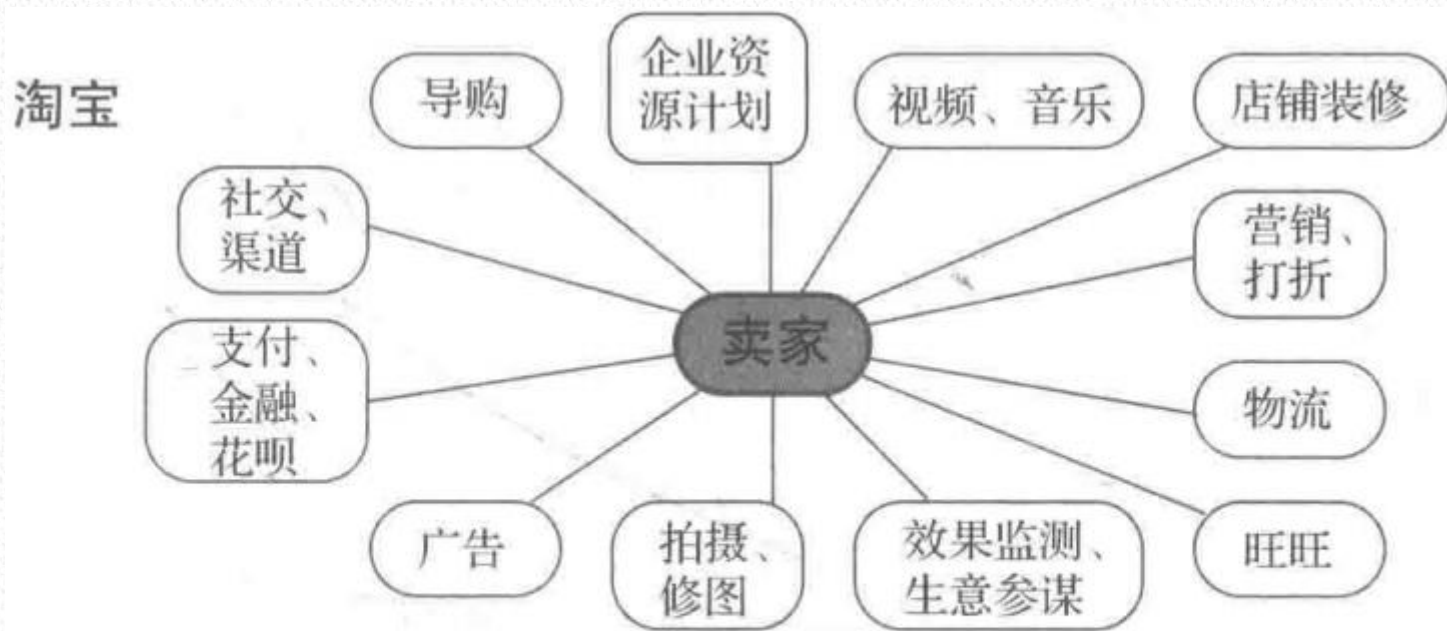 淘宝
导购
企业资
源计划
视频、音乐
店铺装修
社交、
渠道
营销、
打折
卖家
支付、
金融、
花呗
物流
广告
拍摄、
修图
效果监测、
生意参谋
旺旺